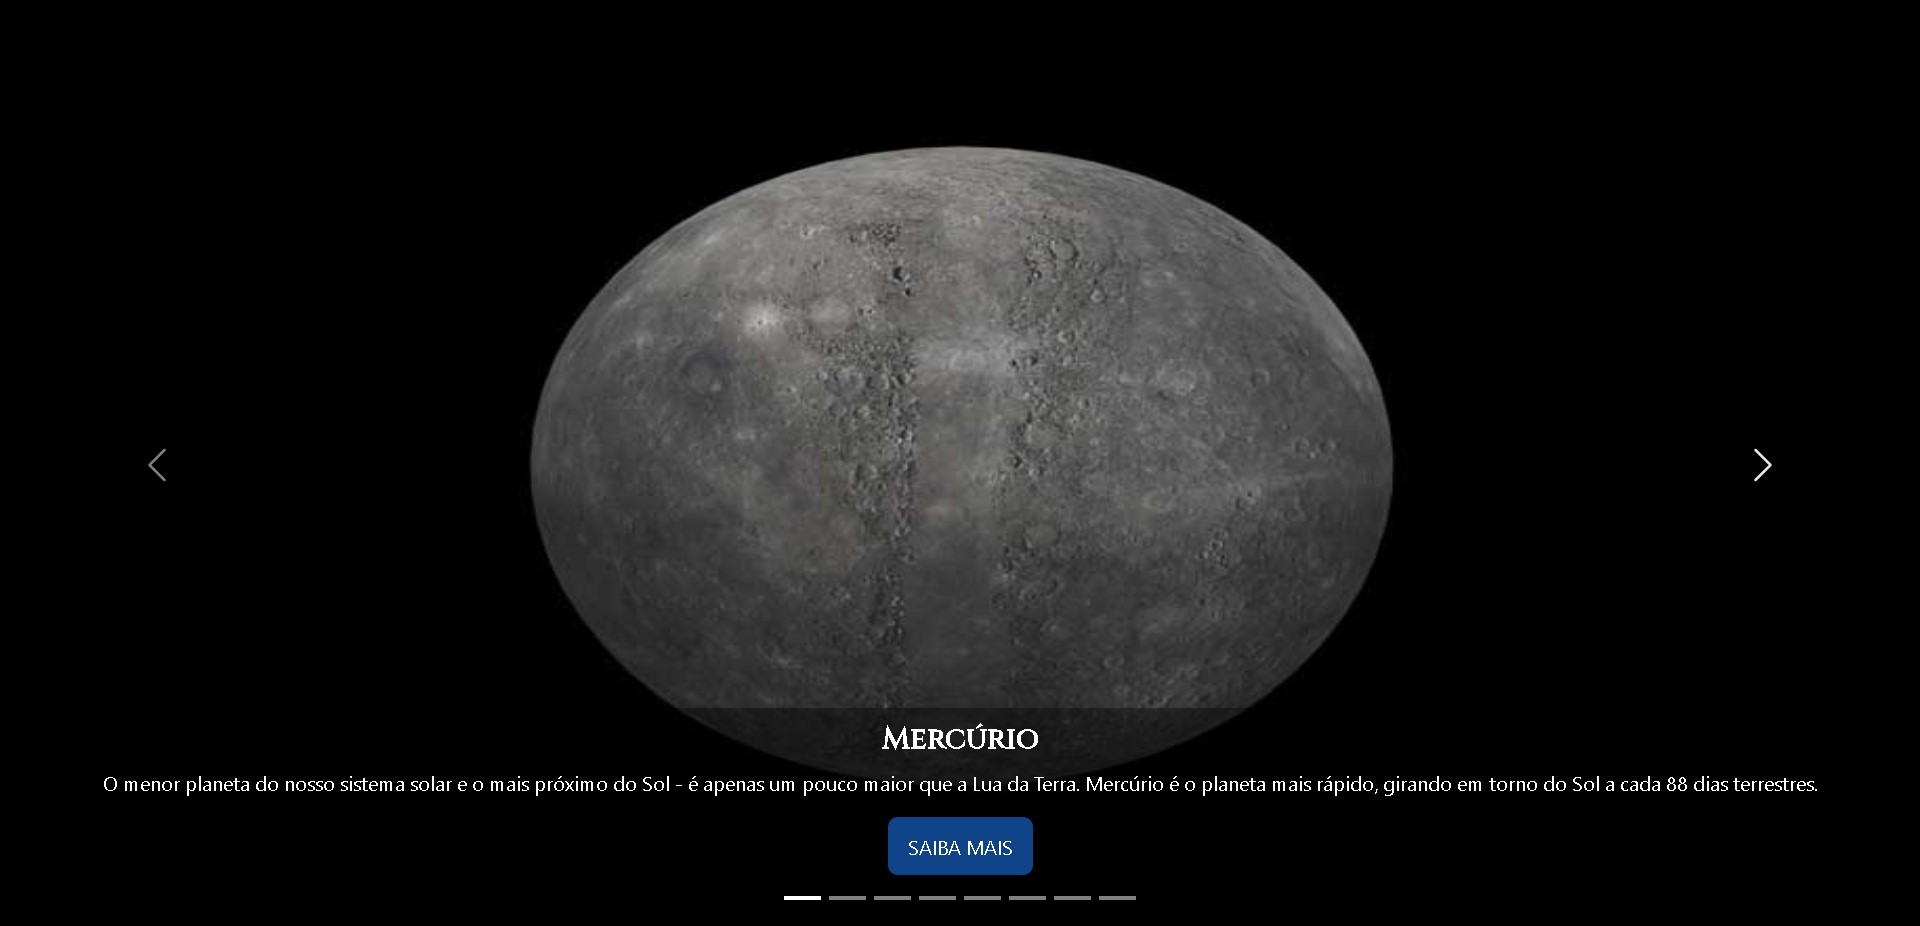 Mercúrio
O menor planeta do nosso sistema solar e o mais próximo do Sol - é apenas um pouco maior que a Lua da Terra. Mercúrio é o planeta mais rápido, girando em torno do Sol a cada 88 dias terrestres.
SAIBA MAIS